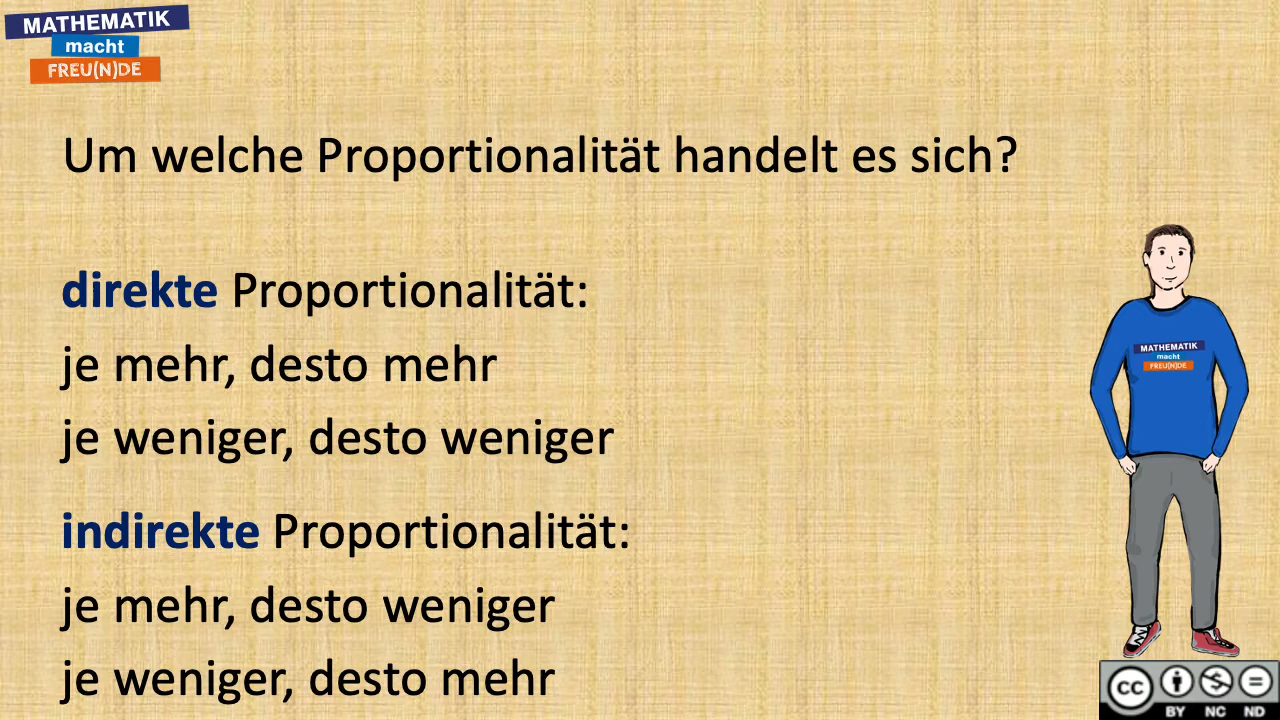 MATHEMATIK
macht
FREU(N)DE
Um welche Proportionalität handelt es sich?
direkte Proportionalität:
je mehr, desto mehr
je weniger, desto weniger
indirekte Proportionalität:
je mehr, desto weniger
je weniger, desto mehr
MATHEMATIK
macht
FREU(N)DE
CC
BY NC ND